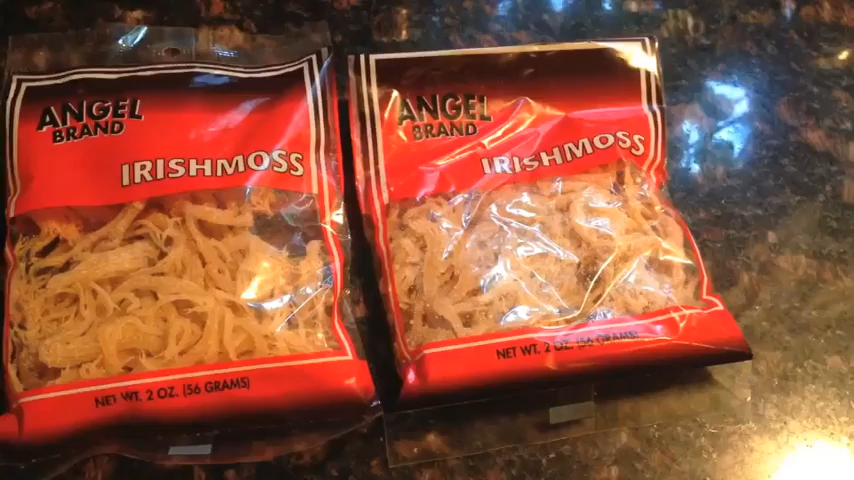 ANGEL
BRAND
IRISHMOSS
NET WT. 2 OZ. (56 GRAMS)
ANGEL
BRAND
IRISHMOSS
NET WT. 2 OZ. (56 GRAMS)